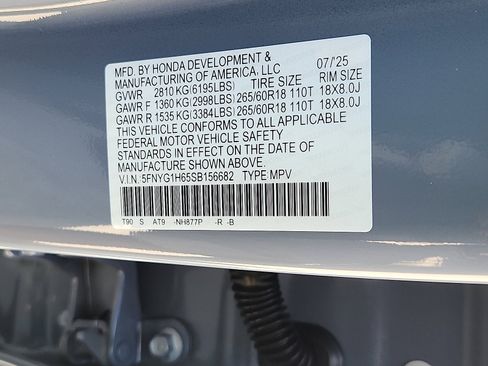 MFD. BY HONDA DEVELOPMENT & 07/'25
MANUFACTURING OF AMERICA, LLC
GVWR 2810 KG(6195LBS) TIRE SIZE RIM SIZE
GAWR F 1360 KG(2998LBS) 265/60R18 110T 18X8.0J
GAWR R 1535 KG(3384LBS) 265/60R18 110T 18X8.0J
THIS VEHICLE CONFORMS TO ALL APPLICABLE
FEDERAL MOTOR VEHICLE SAFETY
STANDARDS IN EFFECT ON THE DATE OF
MANUFACTURE SHOWN ABOVE.
V.I.N. 5FNYG1H65SB156682 TYPE:MPV
T90 S AT9 -NH877P -R -B